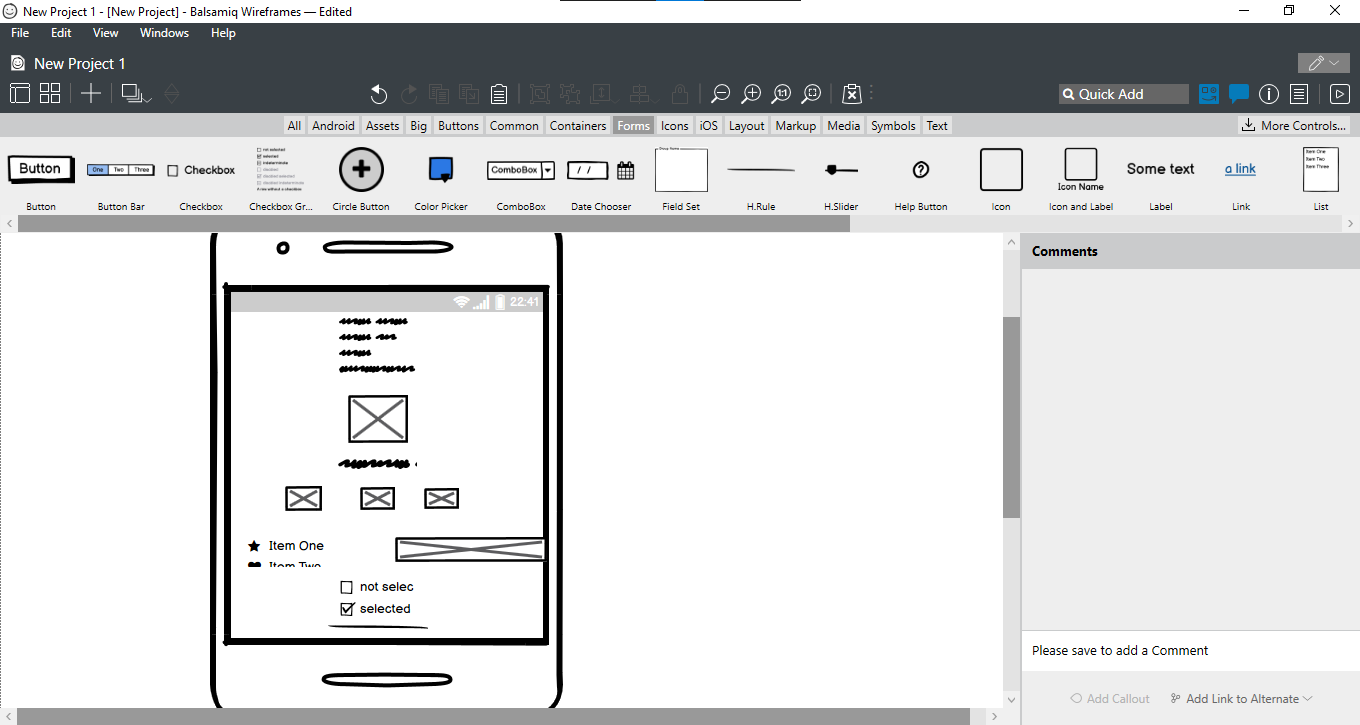 New Project 1 - [New Project] - Balsamiq Wireframes — Edited
File Edit View Windows Help
New Project 1
1:1
Quick Add
All Android Assets Big Buttons Common Containers Forms Icons iOS Layout Markup Media Symbols Text
More Controls...
Button
One Two Three
Checkbox
not selected
selected
indeterminate
disabled
disabled selected
disabled indeterminate
A row without a checkbox
ComboBox
/ /
Group Name
?
Icon Name
Some text
a link
Item One
Item Two
Item Three
Button Button Bar Checkbox Checkbox Gr... Circle Button Color Picker ComboBox Date Chooser Field Set H.Rule H.Slider Help Button Icon Icon and Label Label Link List
Comments
22:41
Item One
Item Two
not selec
selected
Please save to add a Comment
Add Callout Add Link to Alternate